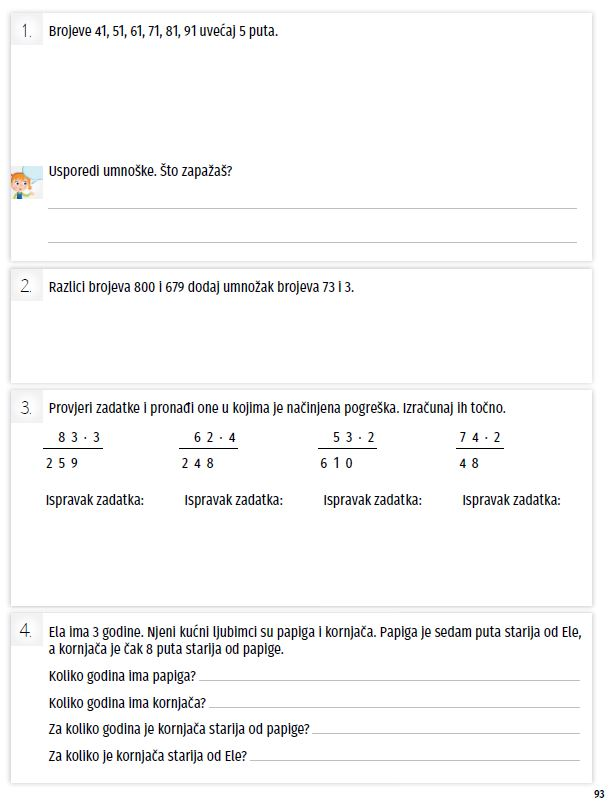 1. Brojeve 41, 51, 61, 71, 81, 91 uvećaj 5 puta.
Usporedi umnoške. Što zapažaš?
2. Razlici brojeva 800 i 679 dodaj umnožak brojeva 73 i 3.
3. Provjeri zadatke i pronađi one u kojima je načinjena pogreška. Izračunaj ih točno.
8 3 · 3 6 2 · 4 5 3 · 2 7 4 · 2
2 5 9 2 4 8 6 1 0 4 8
Ispravak zadatka: Ispravak zadatka: Ispravak zadatka: Ispravak zadatka:
4. Ela ima 3 godine. Njeni kućni ljubimci su papiga i kornjača. Papiga je sedam puta starija od Ele,
a kornjača je čak 8 puta starija od papige.
Koliko godina ima papiga?
Koliko godina ima kornjača?
Za koliko godina je kornjača starija od papige?
Za koliko je kornjača starija od Ele?
93